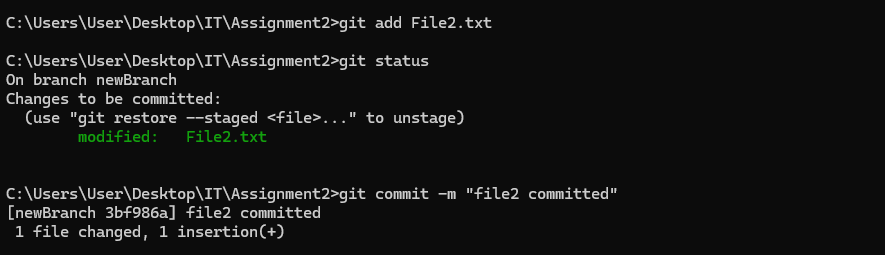 C:\Users\User\Desktop\IT\Assignment2>git add File2.txt
C:\Users\User\Desktop\IT\Assignment2>git status
On branch newBranch
Changes to be committed:
  (use "git restore --staged <file>..." to unstage)
        modified:   File2.txt
C:\Users\User\Desktop\IT\Assignment2>git commit -m "file2 committed"
[newBranch 3bf986a] file2 committed
 1 file changed, 1 insertion(+)